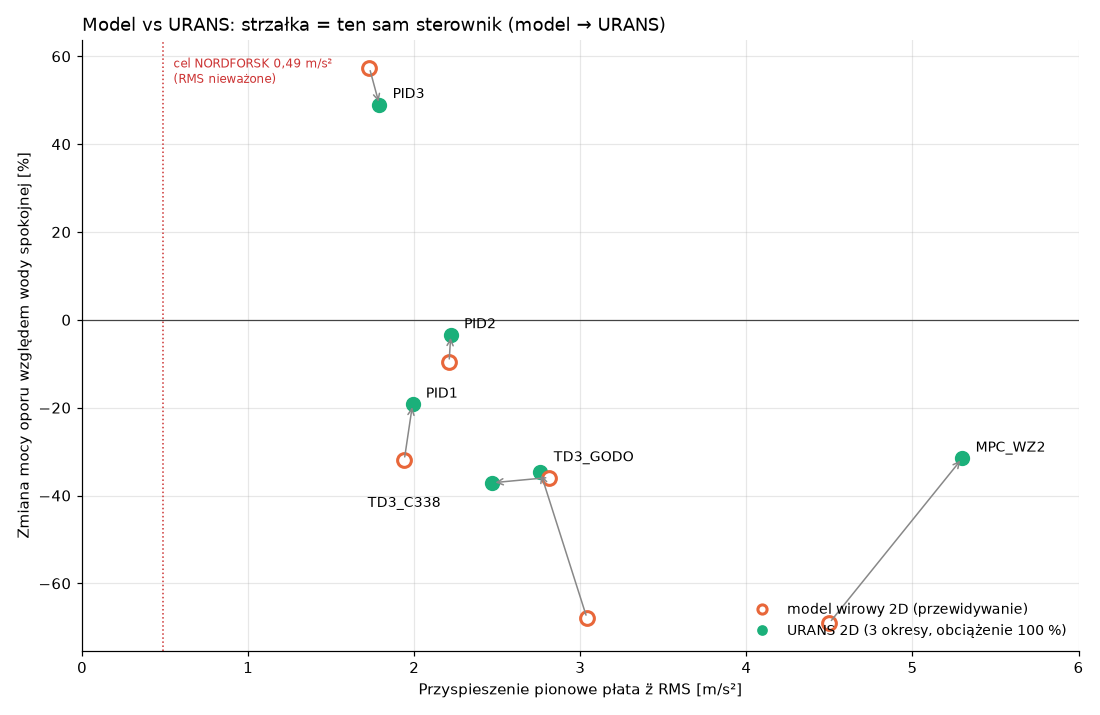 Model vs URANS: strzałka = ten sam sterownik (model → URANS)
cel NORDFORSK 0,49 m/s²
(RMS nieważone)
PID3
PID2
PID1
TD3_GODO
TD3_C338
MPC_WZ2
model wirowy 2D (przewidywanie)
URANS 2D (3 okresy, obciążenie 100 %)
Zmiana mocy oporu względem wody spokojnej [%]
60
40
20
0
−20
−40
−60
0
1
2
3
4
5
6
Przyspieszenie pionowe płata z̈ RMS [m/s²]